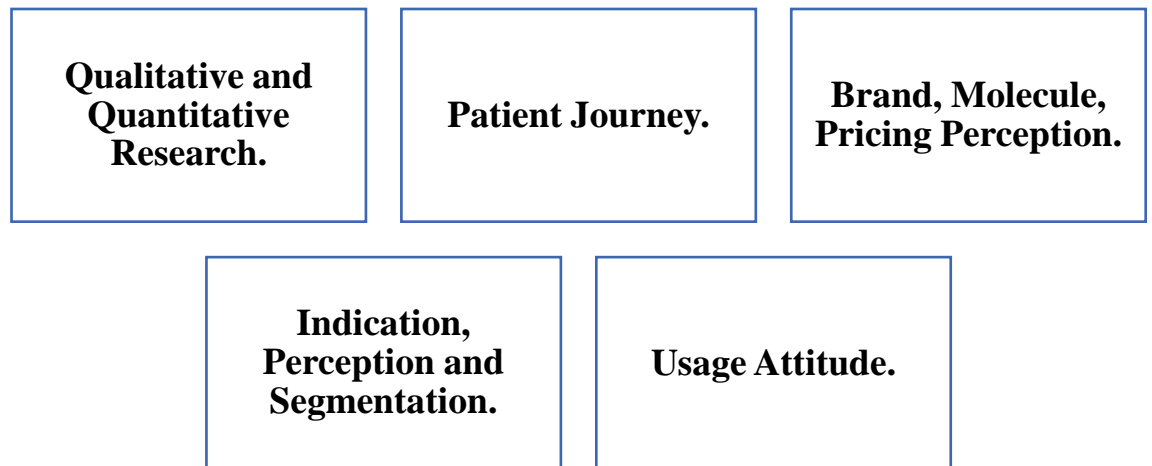 Qualitative and
Quantitative
Research.
Patient Journey.
Brand, Molecule,
Pricing Perception.
Indication,
Perception and
Segmentation.
Usage Attitude.